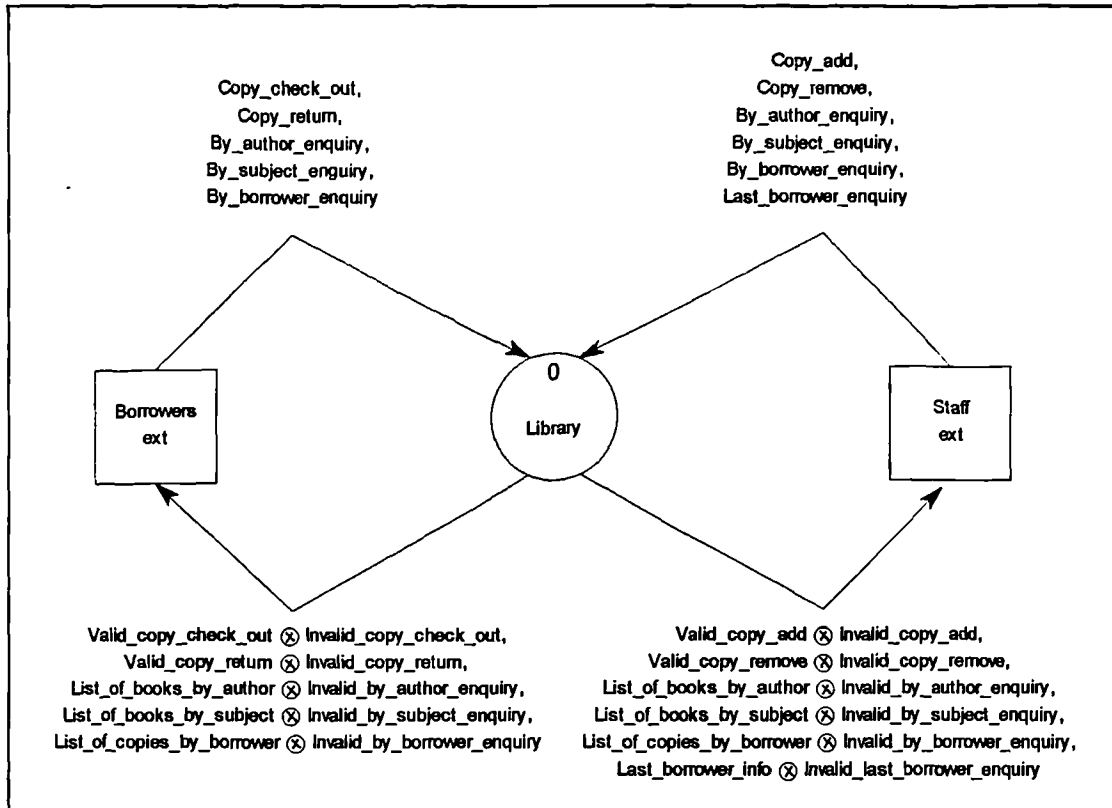 Copy_check_out,
Copy_return,
By_author_enquiry,
By_subject_enguiry,
By_borrower_enquiry
Copy_add,
Copy_remove,
By_author_enquiry,
By_subject_enquiry,
By_borrower_enquiry,
Last_borrower_enquiry
Borrowers
ext
0
Library
Staff
ext
Valid_copy_check_out ⊗ Invalid_copy_check_out,
Valid_copy_return ⊗ Invalid_copy_return,
List_of_books_by_author ⊗ Invalid_by_author_enquiry,
List_of_books_by_subject ⊗ Invalid_by_subject_enquiry,
List_of_copies_by_borrower ⊗ Invalid_by_borrower_enquiry
Valid_copy_add ⊗ Invalid_copy_add,
Valid_copy_remove ⊗ Invalid_copy_remove,
List_of_books_by_author ⊗ Invalid_by_author_enquiry,
List_of_books_by_subject ⊗ Invalid_by_subject_enquiry,
List_of_copies_by_borrower ⊗ Invalid_by_borrower_enquiry,
Last_borrower_info ⊗ Invalid_last_borrower_enquiry